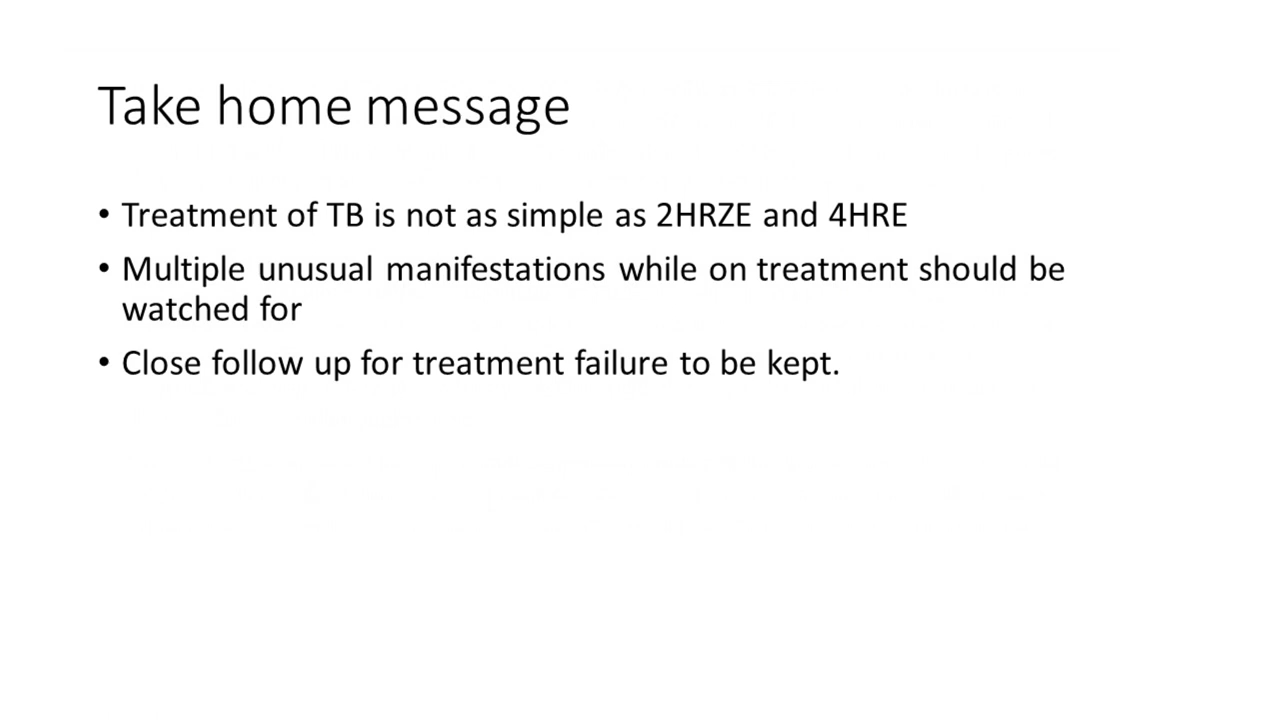 Take home message
• Treatment of TB is not as simple as 2HRZE and 4HRE
• Multiple unusual manifestations while on treatment should be
watched for
• Close follow up for treatment failure to be kept.